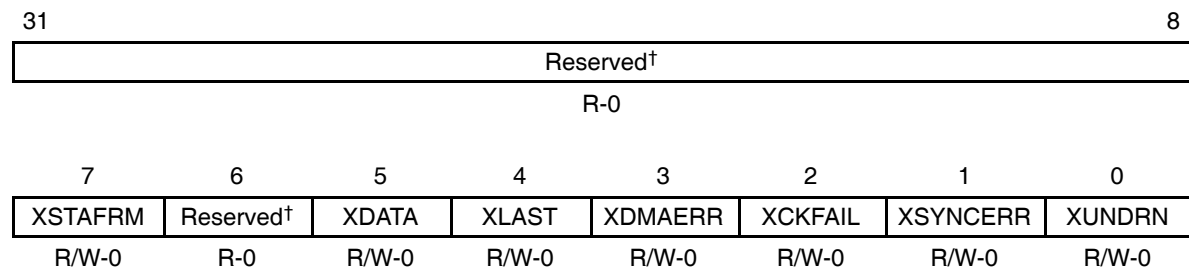 31 8
Reserved†
R-0
7 6 5 4 3 2 1 0
XSTAFRM Reserved† XDATA XLAST XDMAERR XCKFAIL XSYNCERR XUNDRN
R/W-0 R-0 R/W-0 R/W-0 R/W-0 R/W-0 R/W-0 R/W-0